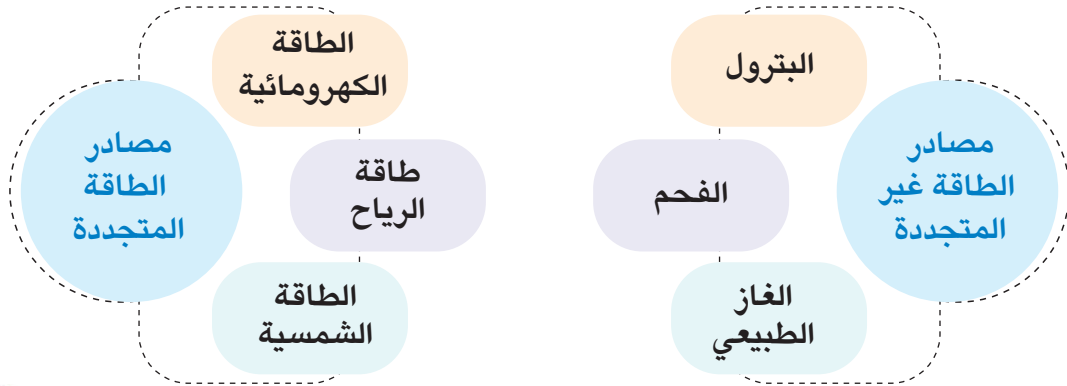 مصادر
الطاقة غير
المتجددة
البترول
الفحم
الغاز
الطبيعي
الطاقة
الكهرومائية
طاقة
الرياح
الطاقة
الشمسية
مصادر
الطاقة
المتجددة